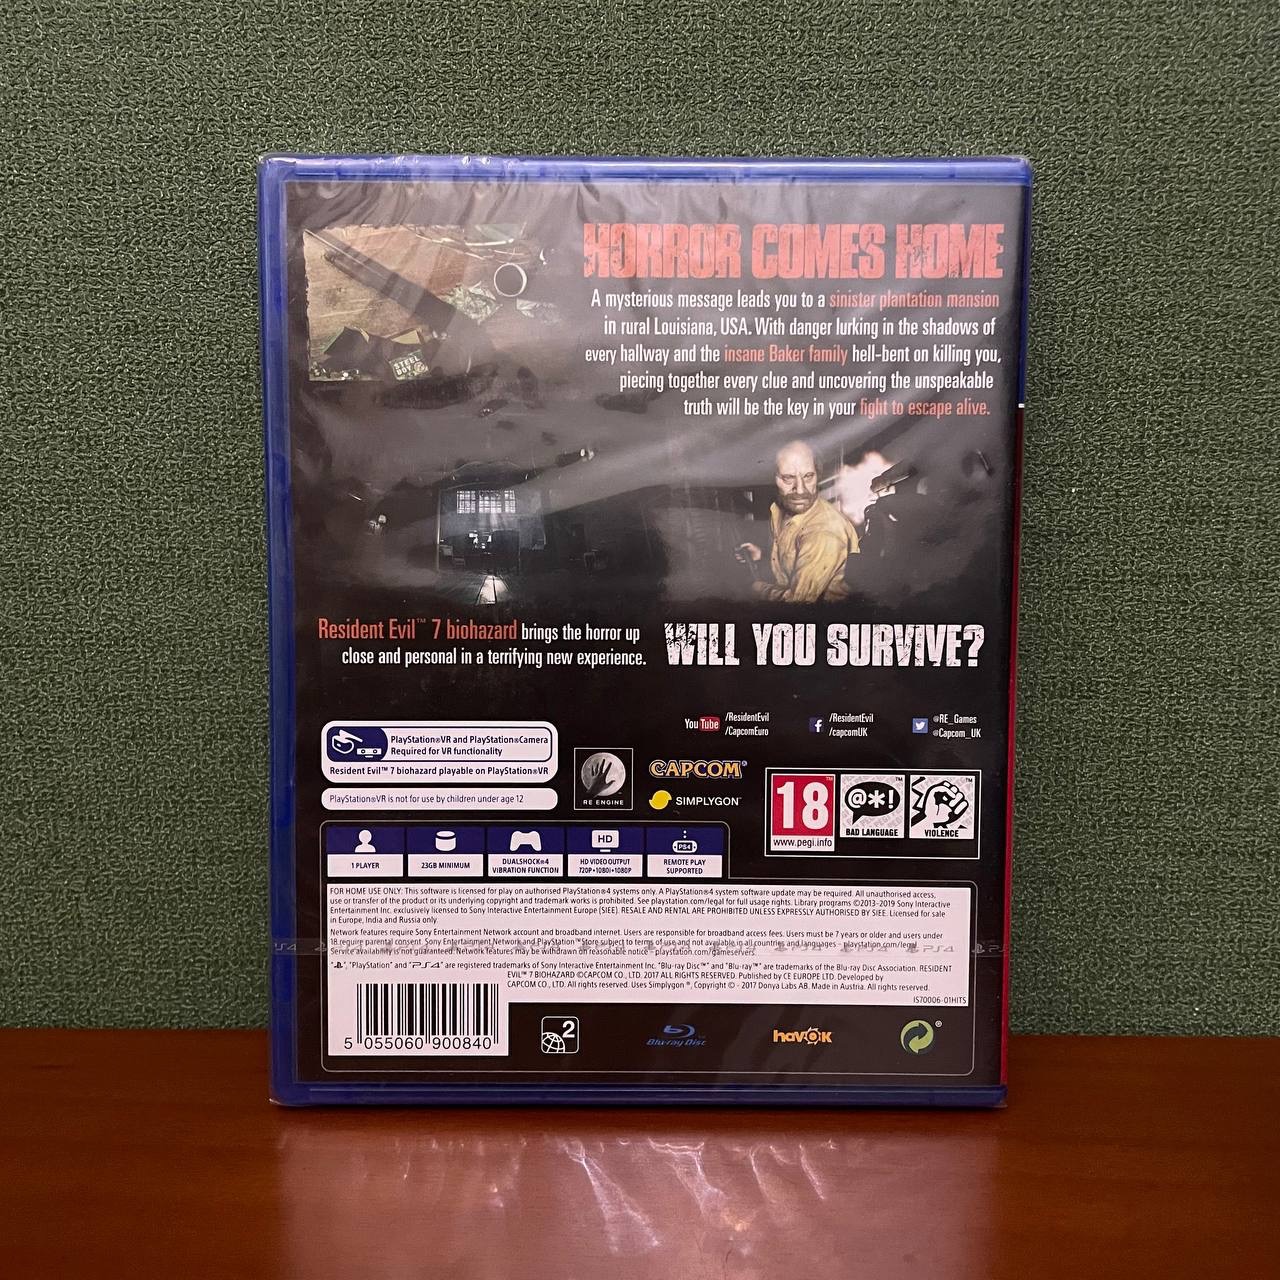 HORROR COMES HOME
A mysterious message leads you to a sinister plantation mansion
in rural Louisiana, USA. With danger lurking in the shadows of
every hallway and the insane Baker family hell-bent on killing you,
piecing together every clue and uncovering the unspeakable
truth will be the key in your fight to escape alive.
STEEL
BOY
Resident Evil™ 7 biohazard brings the horror up
close and personal in a terrifying new experience.
WILL YOU SURVIVE?
YouTube /ResidentEvil
/CapcomEuro
f /ResidentEvil
/capcomUK
@RE_Games
@Capcom_UK
PlayStation®VR and PlayStation®Camera
Required for VR functionality
Resident Evil™ 7 biohazard playable on PlayStation®VR
PlayStation®VR is not for use by children under age 12
RE ENGINE
CAPCOM®
SIMPLYGON™
18
www.pegi.info
@*!
BAD LANGUAGE
VIOLENCE
1 PLAYER
23GB MINIMUM
DUALSHOCK®4
VIBRATION FUNCTION
HD
HD VIDEO OUTPUT
720P•1080i•1080P
PS4
REMOTE PLAY
SUPPORTED
FOR HOME USE ONLY: This software is licensed for play on authorised PlayStation®4 systems only. A PlayStation®4 system software update may be required. All unauthorised access,
use or transfer of the product or its underlying copyright and trademark works is prohibited. See playstation.com/legal for full usage rights. Library programs ©2013-2019 Sony Interactive
Entertainment Inc. exclusively licensed to Sony Interactive Entertainment Europe (SIEE). RESALE AND RENTAL ARE PROHIBITED UNLESS EXPRESSLY AUTHORISED BY SIEE. Licensed for sale
in Europe, India and Russia only.
Network features require Sony Entertainment Network account and broadband internet. Users are responsible for broadband access fees. Users must be 7 years or older and users under
18 require parental consent. Sony Entertainment Network and PlayStation™Store subject to terms of use and not available in all countries and languages - playstation.com/legal
Service availability is not guaranteed. Network features may be withdrawn on reasonable notice - playstation.com/gameservers.
"", "PlayStation" and "PS4" are registered trademarks of Sony Interactive Entertainment Inc. "Blu-ray Disc™" and "Blu-ray™" are trademarks of the Blu-ray Disc Association. RESIDENT
EVIL™ 7 BIOHAZARD ©CAPCOM CO., LTD. 2017 ALL RIGHTS RESERVED. Published by CE EUROPE LTD. Developed by
CAPCOM CO., LTD. All rights reserved. Uses Simplygon ®, Copyright © - 2017 Donya Labs AB. Made in Austria. All rights reserved.
IS70006-01HITS
5 055060 900840
2
Blu-ray Disc
havok